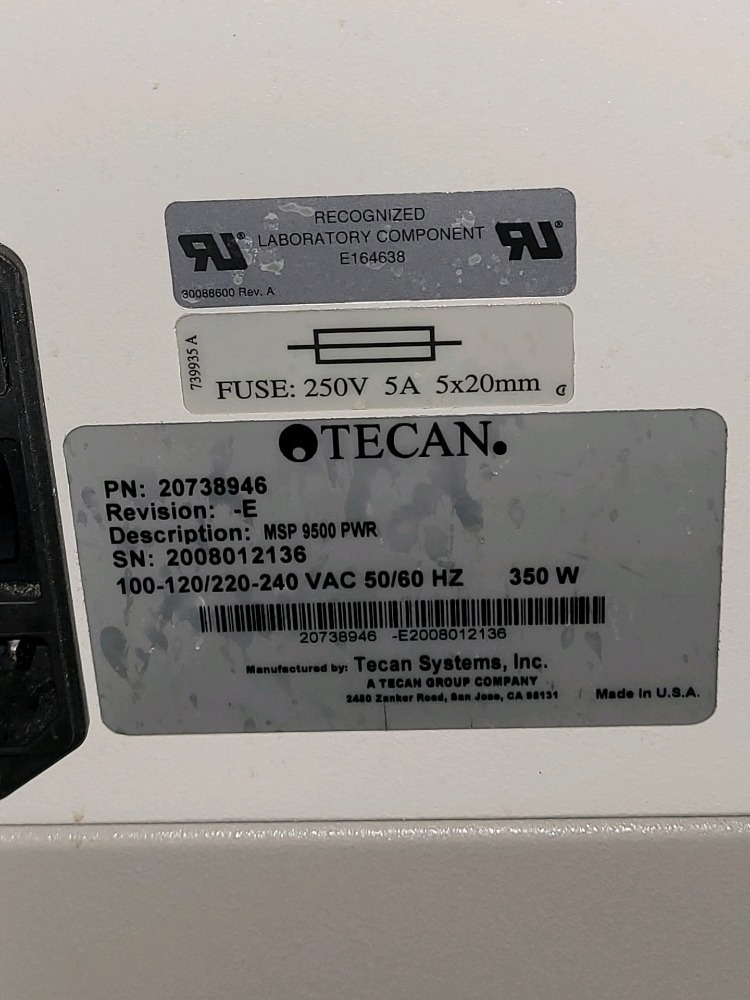 RECOGNIZED
LABORATORY COMPONENT
E164638
30088600 Rev. A
739935 A
FUSE: 250V 5A 5x20mm
TECAN.
PN: 20738946
Revision: -E
Description: MSP 9500 PWR
SN: 2008012136
100-120/220-240 VAC 50/60 HZ 350 W
20738946 -E2008012136
Manufactured by: Tecan Systems, Inc.
A TECAN GROUP COMPANY
2450 Zanker Road, San Jose, CA 95131 Made in U.S.A.